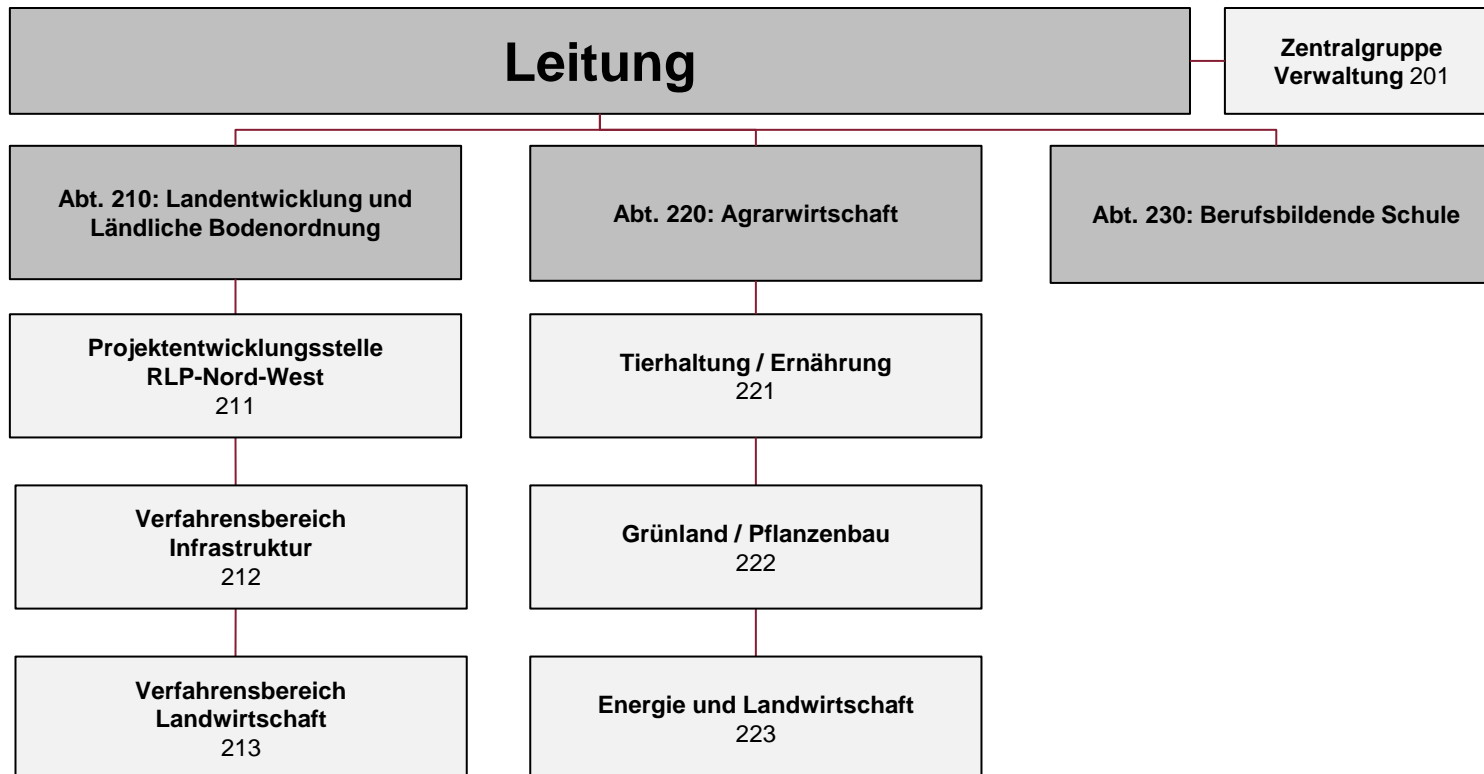 Leitung
Zentralgruppe
Verwaltung 201
Abt. 210: Landentwicklung und
Ländliche Bodenordnung
Abt. 220: Agrarwirtschaft
Abt. 230: Berufsbildende Schule
Projektentwicklungsstelle
RLP-Nord-West
211
Tierhaltung / Ernährung
221
Verfahrensbereich
Infrastruktur
212
Grünland / Pflanzenbau
222
Verfahrensbereich
Landwirtschaft
213
Energie und Landwirtschaft
223